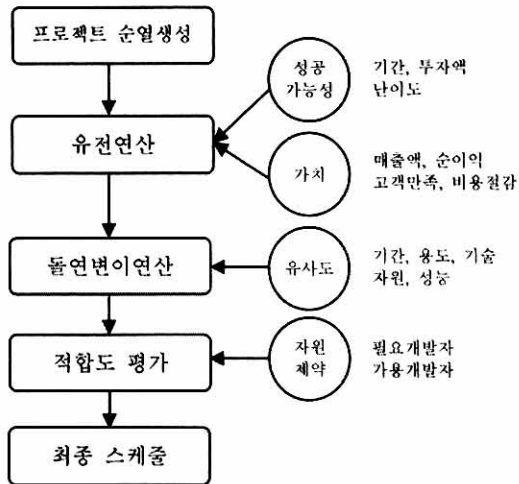 프로젝트 순열생성
성공
가능성
기간, 투자액
난이도
유전연산
가치
매출액, 순이익
고객만족, 비용절감
돌연변이연산
유사도
기간, 용도, 기술
자원, 성능
적합도 평가
자원
제약
필요개발자
가용개발자
최종 스케줄